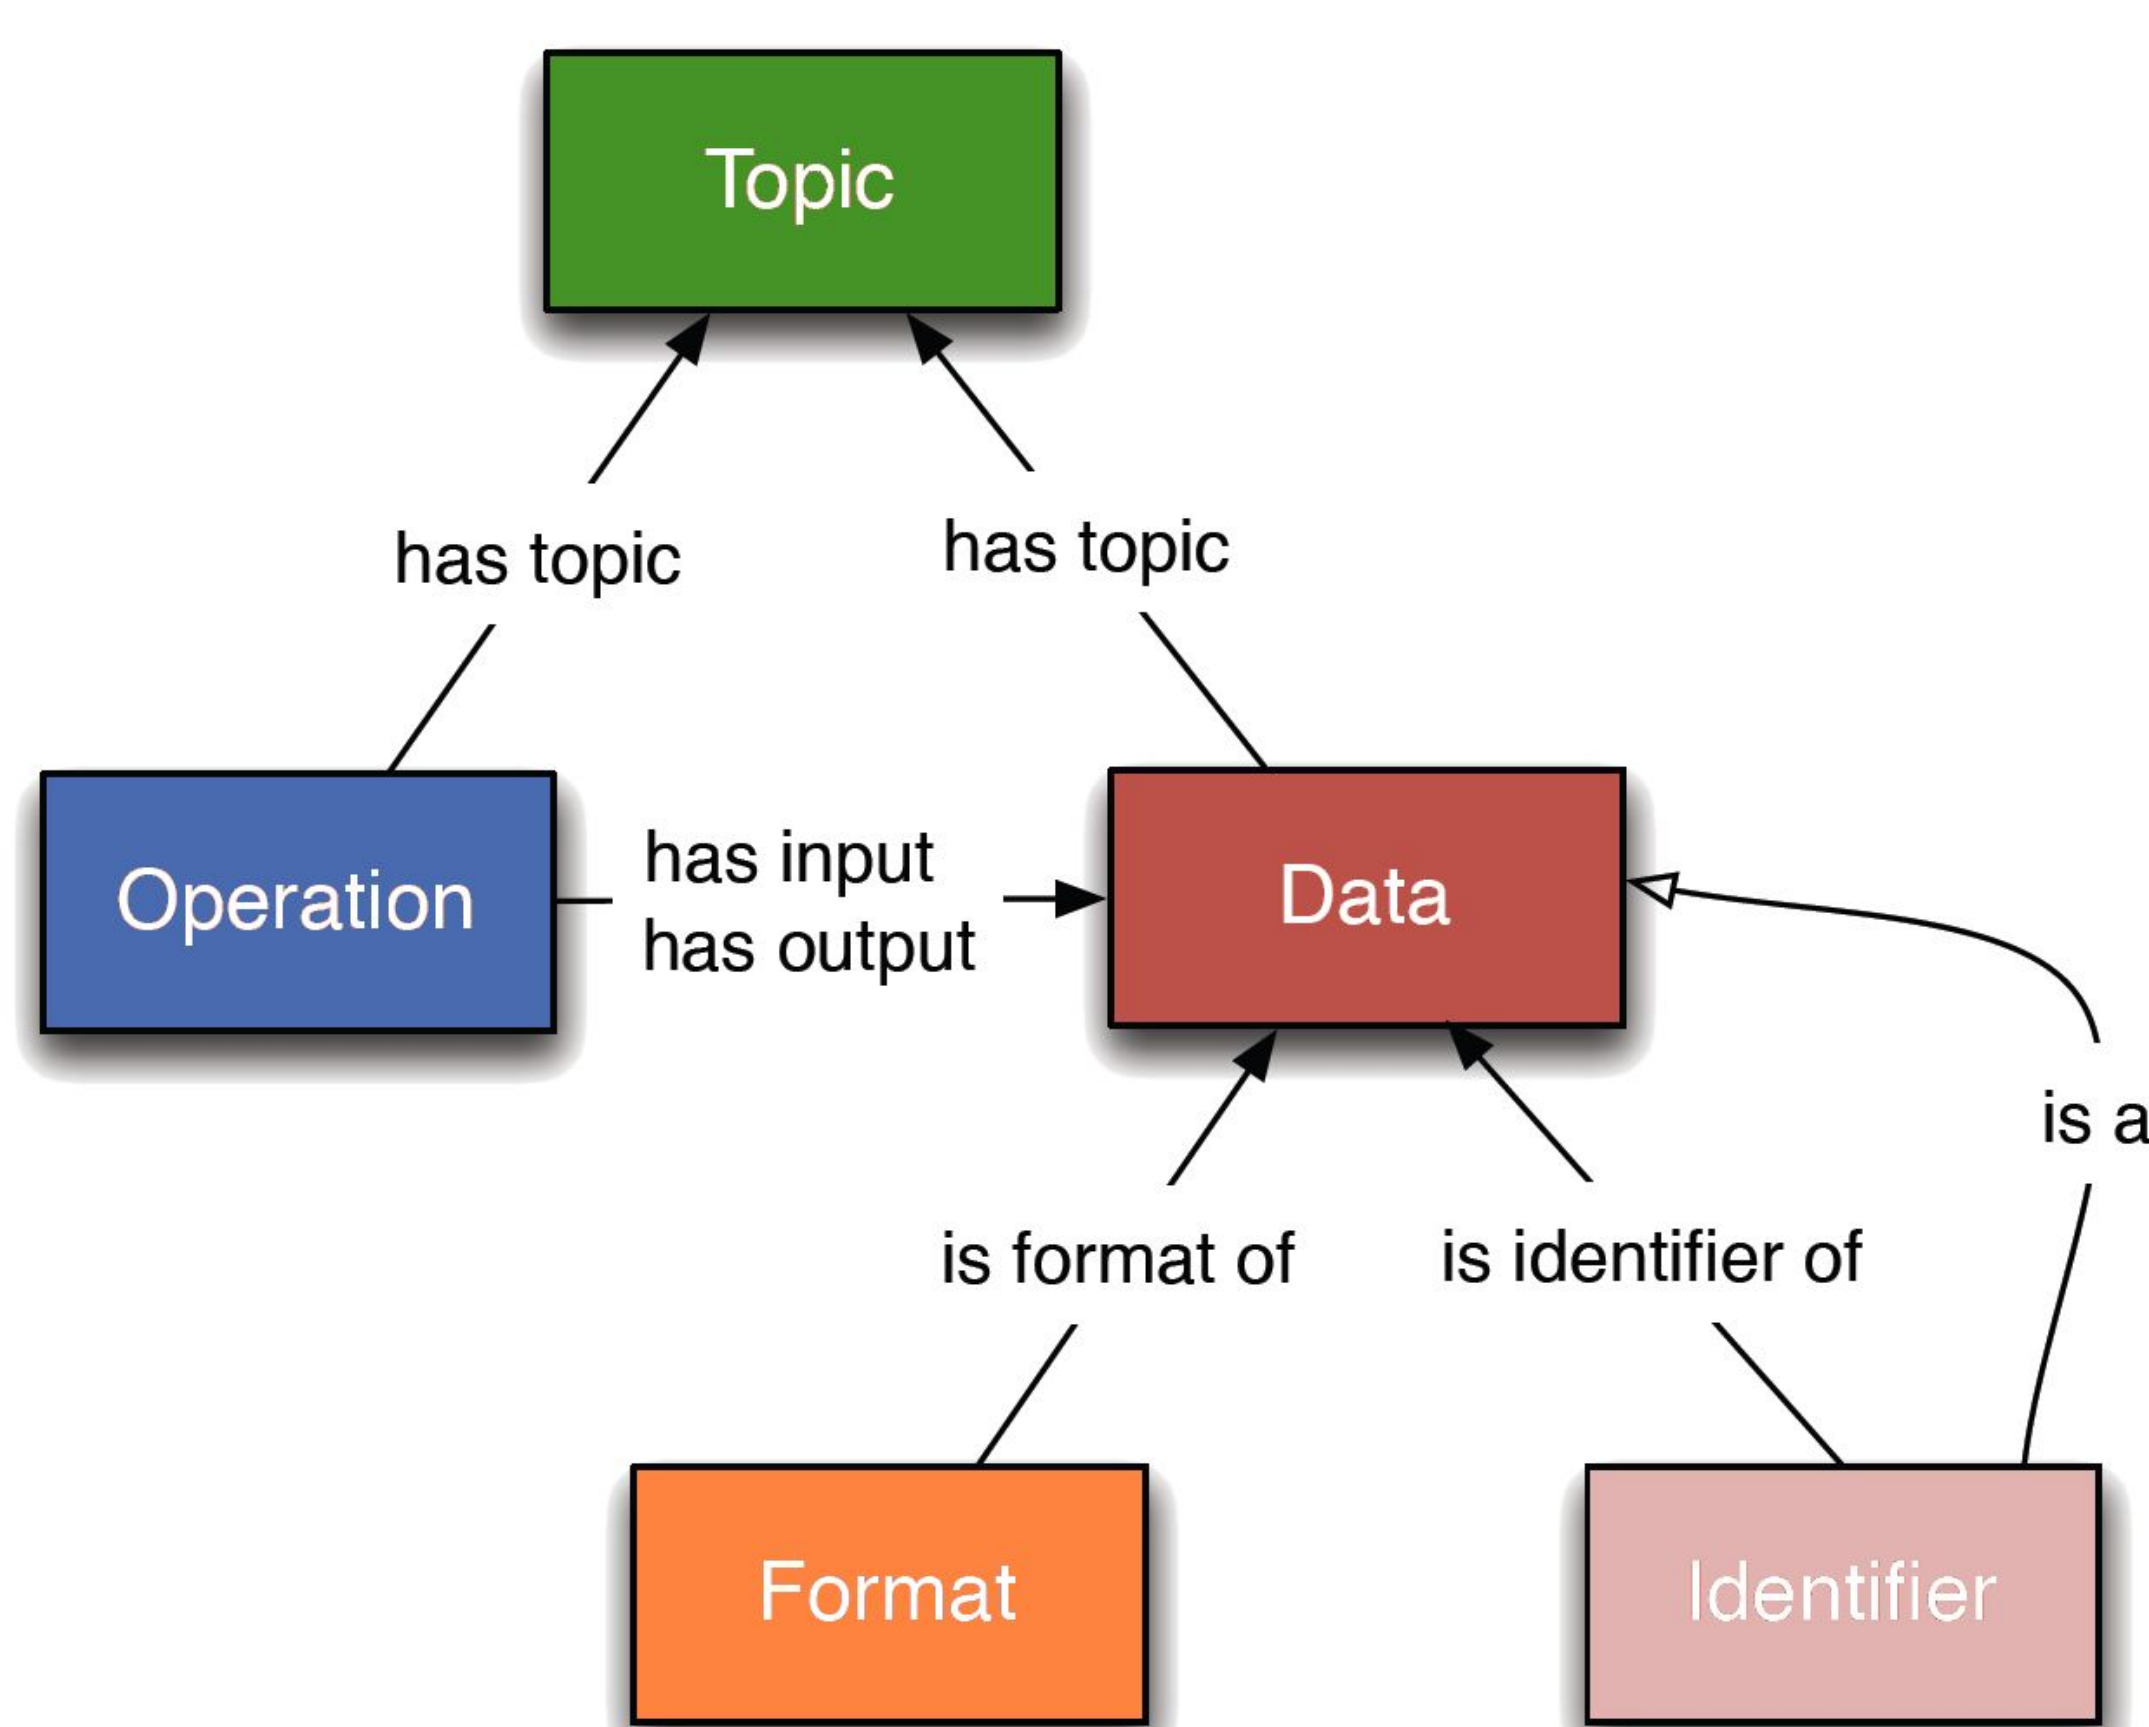 Topic
has topic
has topic
Operation
has input
has output
Data
is a
is format of
is identifier of
Format
Identifier